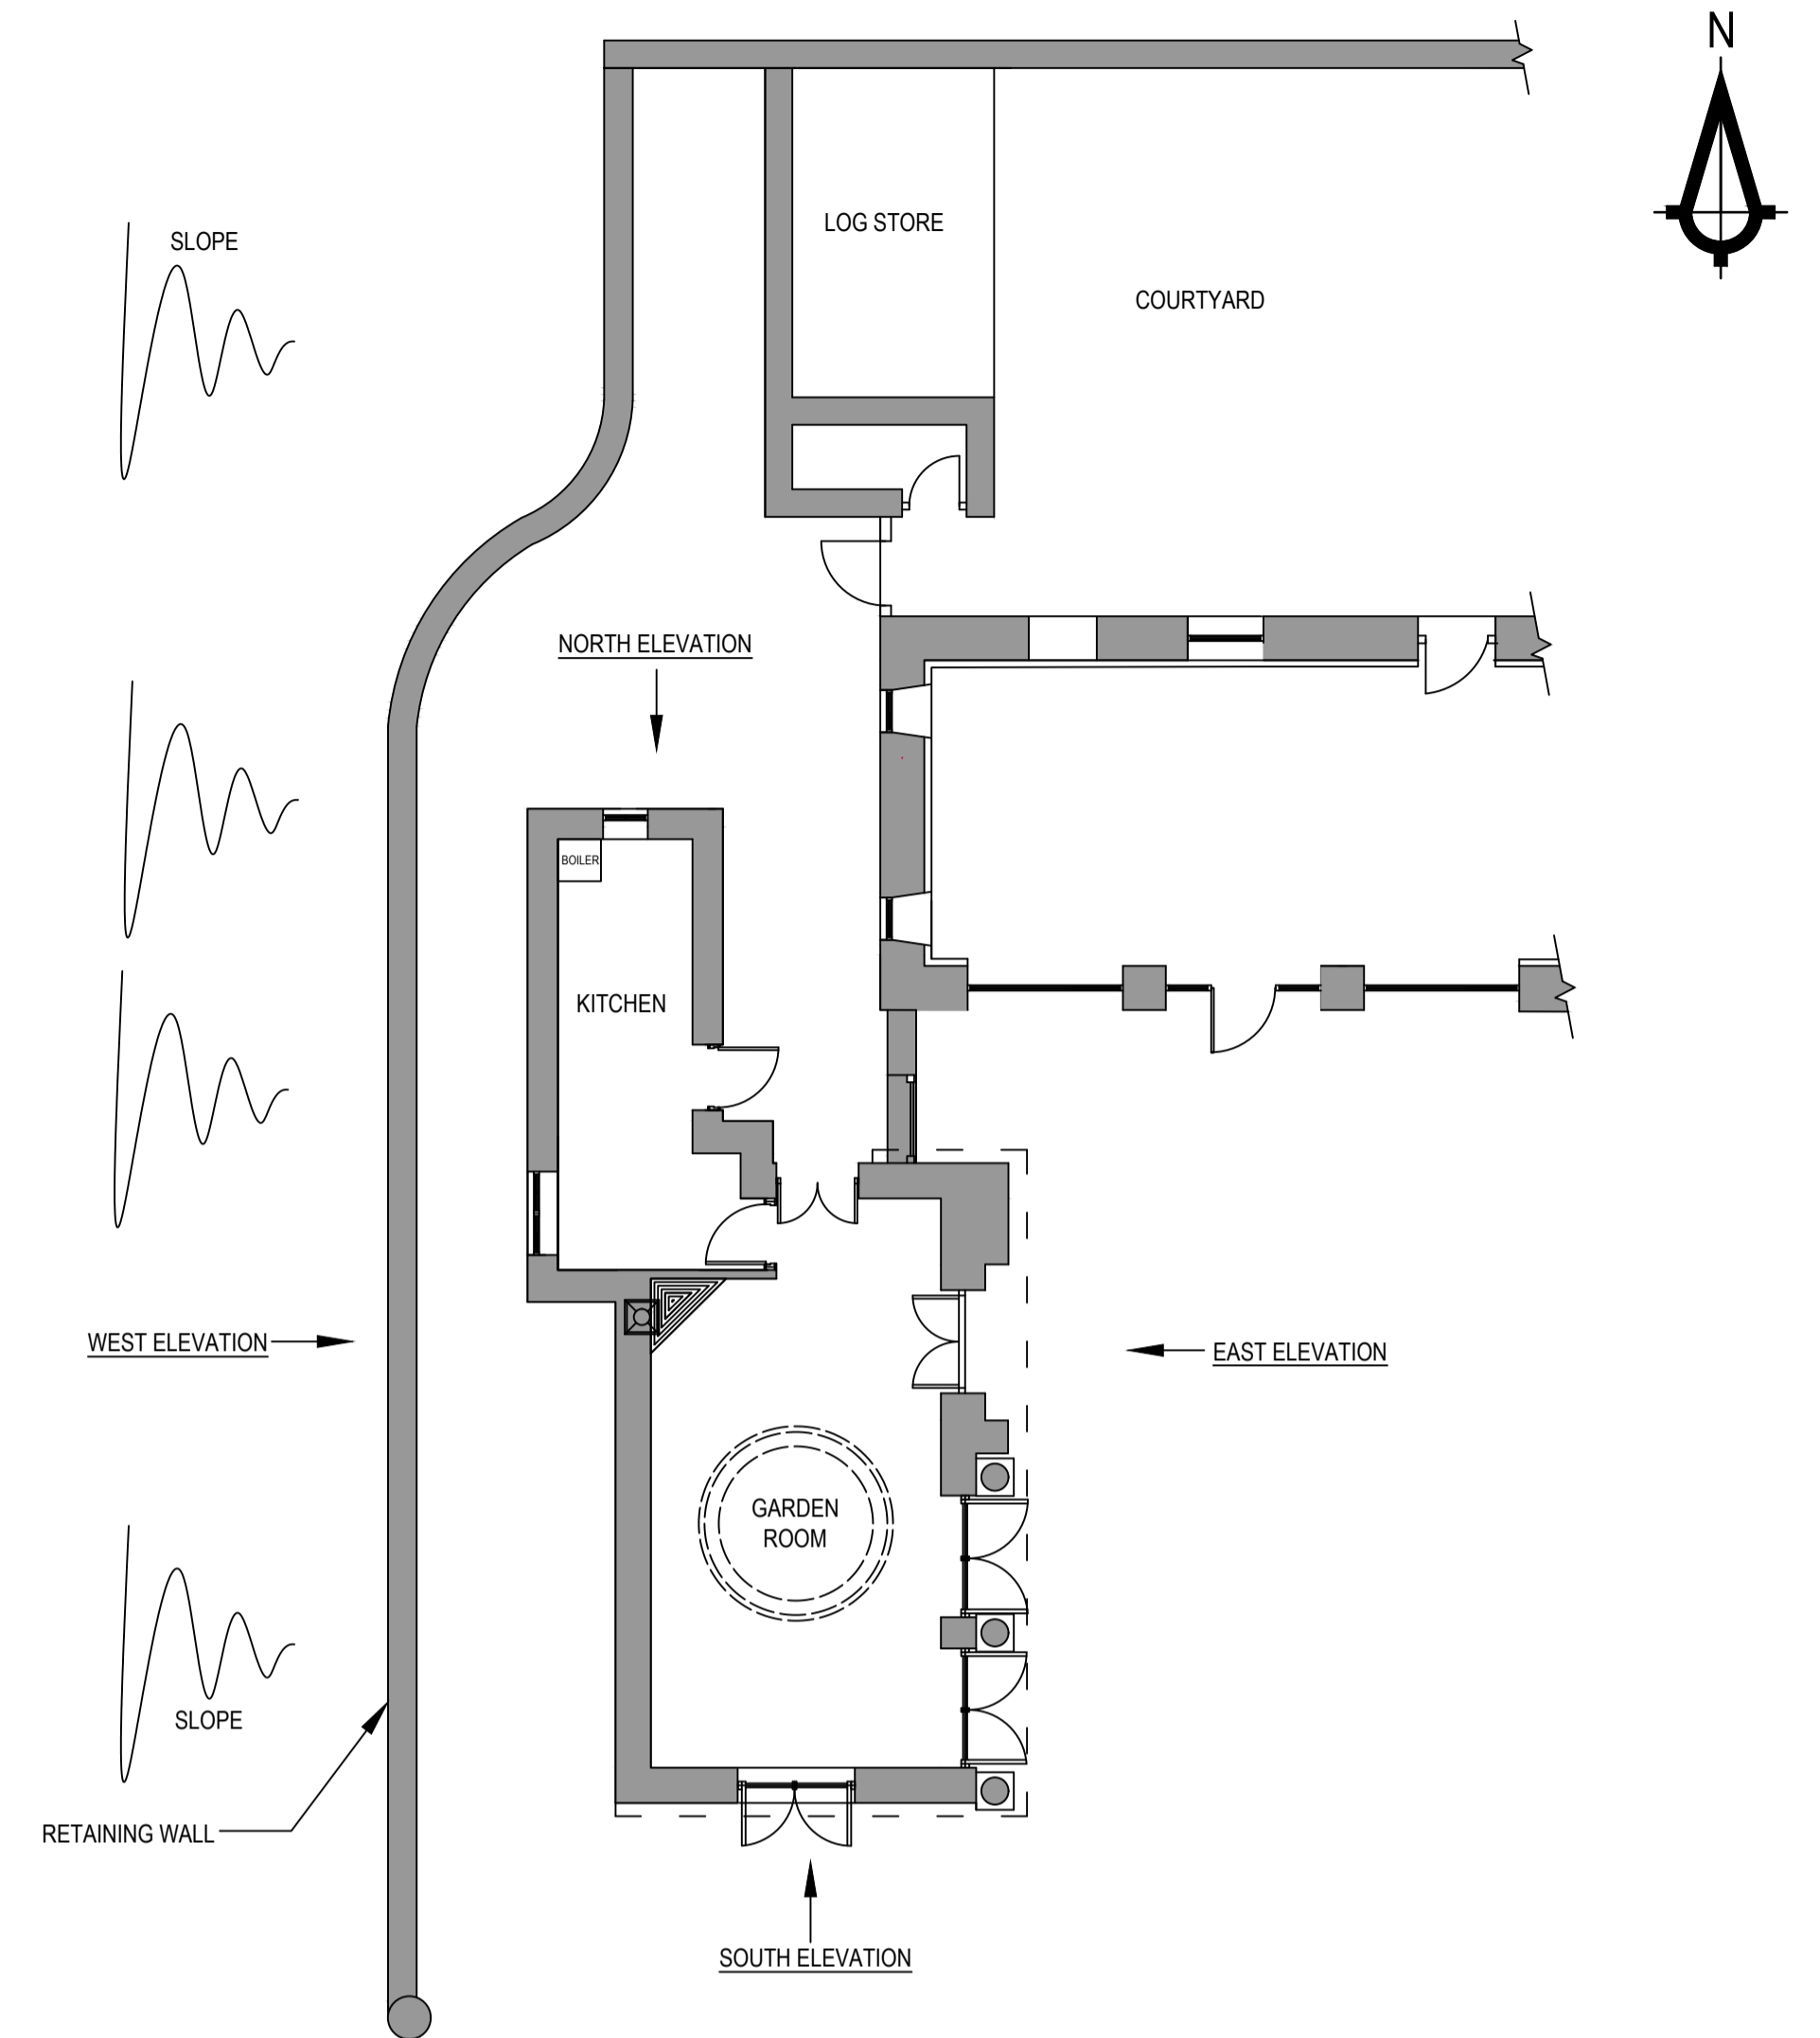 N
LOG STORE
SLOPE
COURTYARD
NORTH ELEVATION
BOILER
KITCHEN
WEST ELEVATION
EAST ELEVATION
GARDEN
ROOM
SLOPE
RETAINING WALL
SOUTH ELEVATION